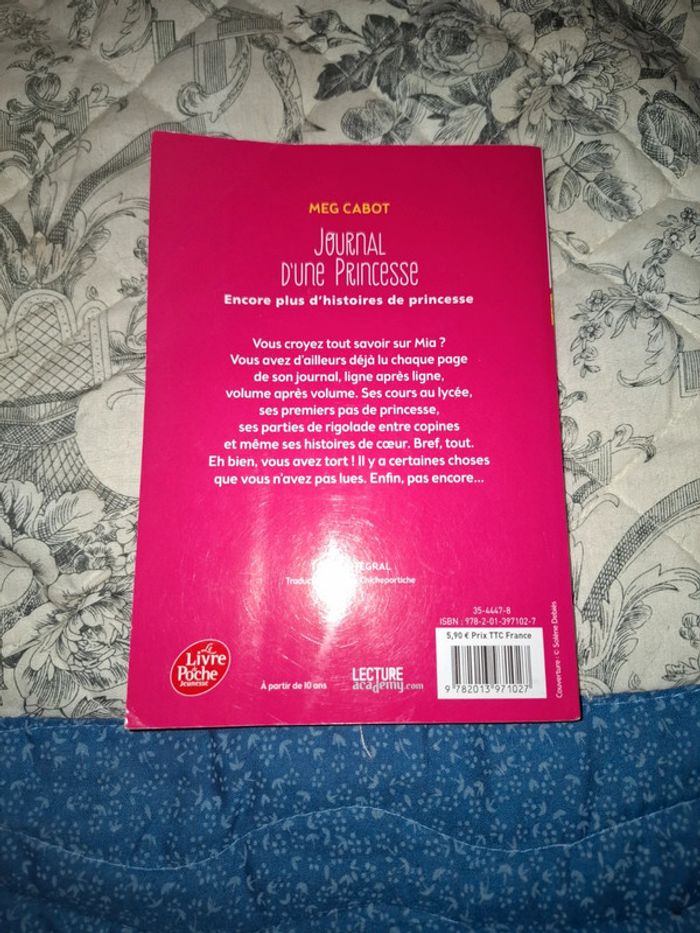 MEG CABOT
JOURNAL
D'UNE PRINCESSE
Encore plus d'histoires de princesse
Vous croyez tout savoir sur Mia ?
Vous avez d'ailleurs déjà lu chaque page
de son journal, ligne après ligne,
volume après volume. Ses cours au lycée,
ses premiers pas de princesse,
ses parties de rigolade entre copines
et même ses histoires de cœur. Bref, tout.
Eh bien, vous avez tort ! Il y a certaines choses
que vous n'avez pas lues. Enfin, pas encore...
Chicheportiche
35-4447-8
ISBN : 978-2-01-397102-7
5,90 € Prix TTC France
9 782013 971027
Le
Livre
de
Poche
Jeunesse
À partir de 10 ans
LECTURE
academy.com
Couverture : © Solène Debiès